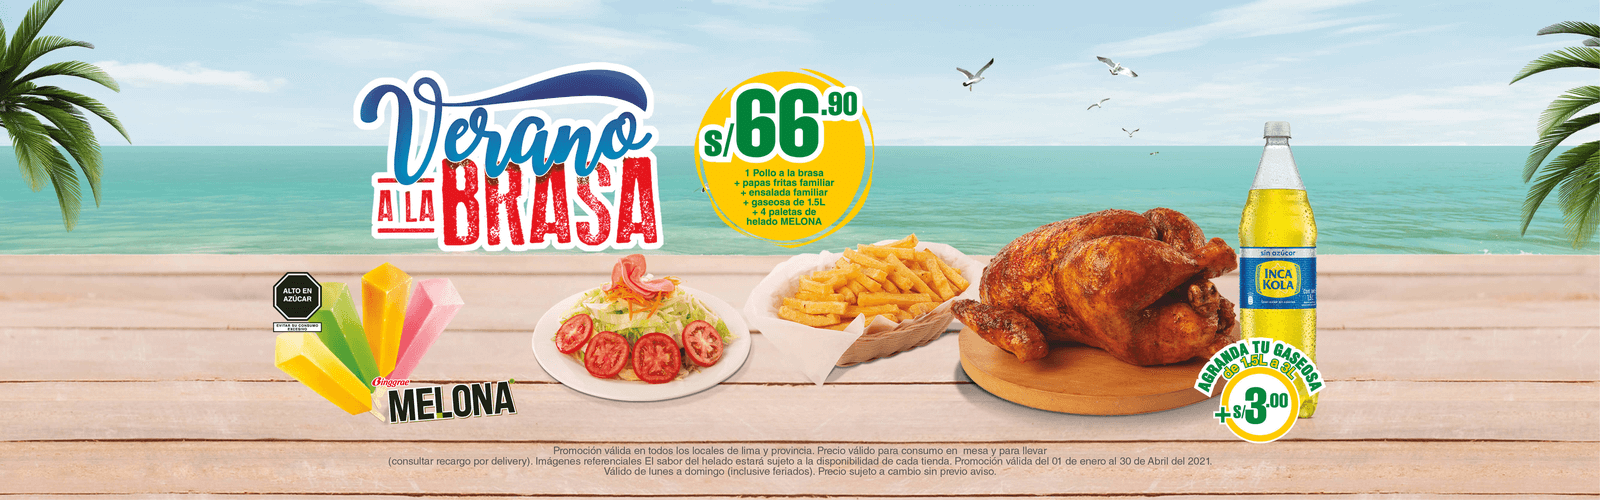 Verano
A LA BRASA
S/66.90
1 Pollo a la brasa
+ papas fritas familiar
+ ensalada familiar
+ gaseosa de 1.5L
+ 4 paletas de
helado MELONA
ALTO EN
AZÚCAR
EVITAR SU CONSUMO
EXCESIVO
Binggrae
MELONA
sin azúcar
INCA
KOLA
AGRANDA TU GASEOSA
de 1.5L a 3L
+ S/3.00
Promoción válida en todos los locales de lima y provincia. Precio válido para consumo en mesa y para llevar
(consultar recargo por delivery). Imágenes referenciales El sabor del helado estará sujeto a la disponibilidad de cada tienda. Promoción válida del 01 de enero al 30 de Abril del 2021.
Válido de lunes a domingo (inclusive feriados). Precio sujeto a cambio sin previo aviso.